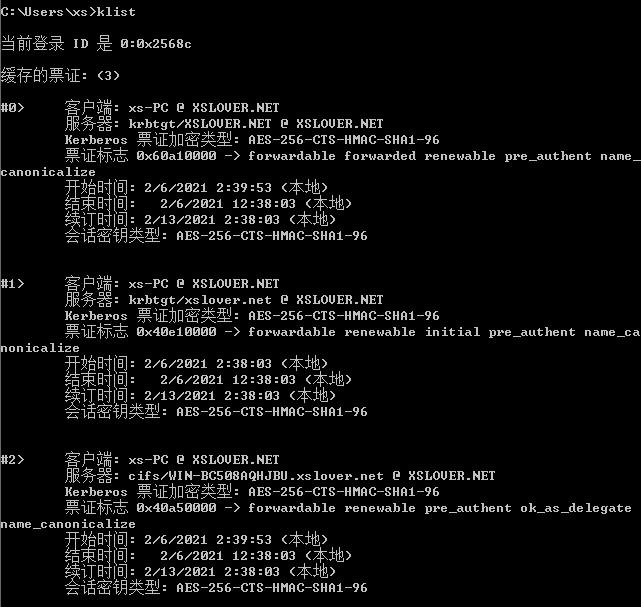 C:\Users\xs>klist
当前登录 ID 是 0:0x2568c
缓存的票证: (3)
#0> 客户端: xs-PC @ XSLOVER.NET
服务器: krbtgt/XSLOVER.NET @ XSLOVER.NET
Kerberos 票证加密类型: AES-256-CTS-HMAC-SHA1-96
票证标志 0x60a10000 -> forwardable forwarded renewable pre_authent name_
canonicalize
开始时间: 2/6/2021 2:39:53 (本地)
结束时间: 2/6/2021 12:38:03 (本地)
续订时间: 2/13/2021 2:38:03 (本地)
会话密钥类型: AES-256-CTS-HMAC-SHA1-96
#1> 客户端: xs-PC @ XSLOVER.NET
服务器: krbtgt/xslover.net @ XSLOVER.NET
Kerberos 票证加密类型: AES-256-CTS-HMAC-SHA1-96
票证标志 0x40e10000 -> forwardable renewable initial pre_authent name_ca
nonicalize
开始时间: 2/6/2021 2:38:03 (本地)
结束时间: 2/6/2021 12:38:03 (本地)
续订时间: 2/13/2021 2:38:03 (本地)
会话密钥类型: AES-256-CTS-HMAC-SHA1-96
#2> 客户端: xs-PC @ XSLOVER.NET
服务器: cifs/WIN-BC508AQHJBU.xslover.net @ XSLOVER.NET
Kerberos 票证加密类型: AES-256-CTS-HMAC-SHA1-96
票证标志 0x40a50000 -> forwardable renewable pre_authent ok_as_delegate
name_canonicalize
开始时间: 2/6/2021 2:39:53 (本地)
结束时间: 2/6/2021 12:38:03 (本地)
续订时间: 2/13/2021 2:38:03 (本地)
会话密钥类型: AES-256-CTS-HMAC-SHA1-96